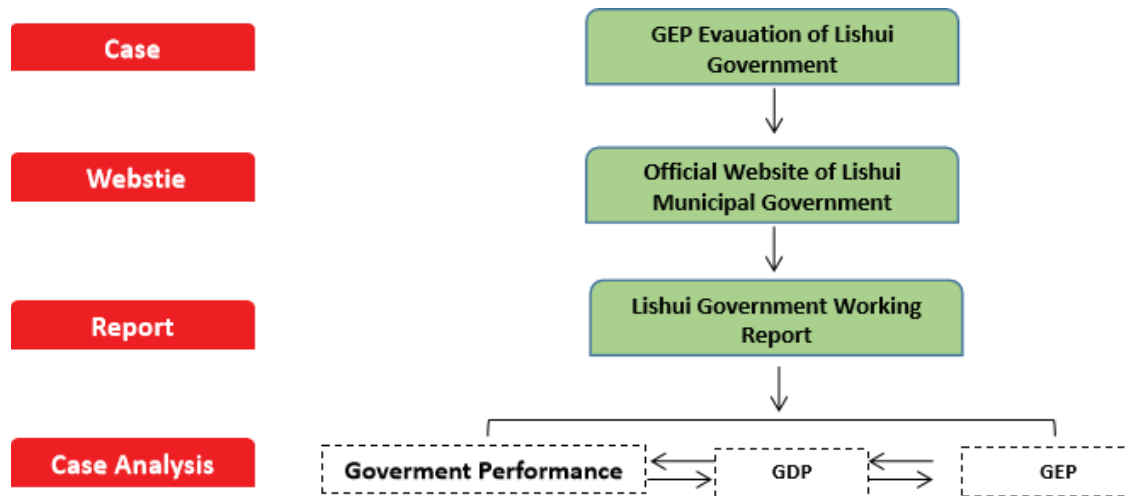 Case
GEP Evauation of Lishui
Government
Webstie
Official Website of Lishui
Municipal Government
Report
Lishui Government Working
Report
Case Analysis
Goverment Performance
GDP
GEP